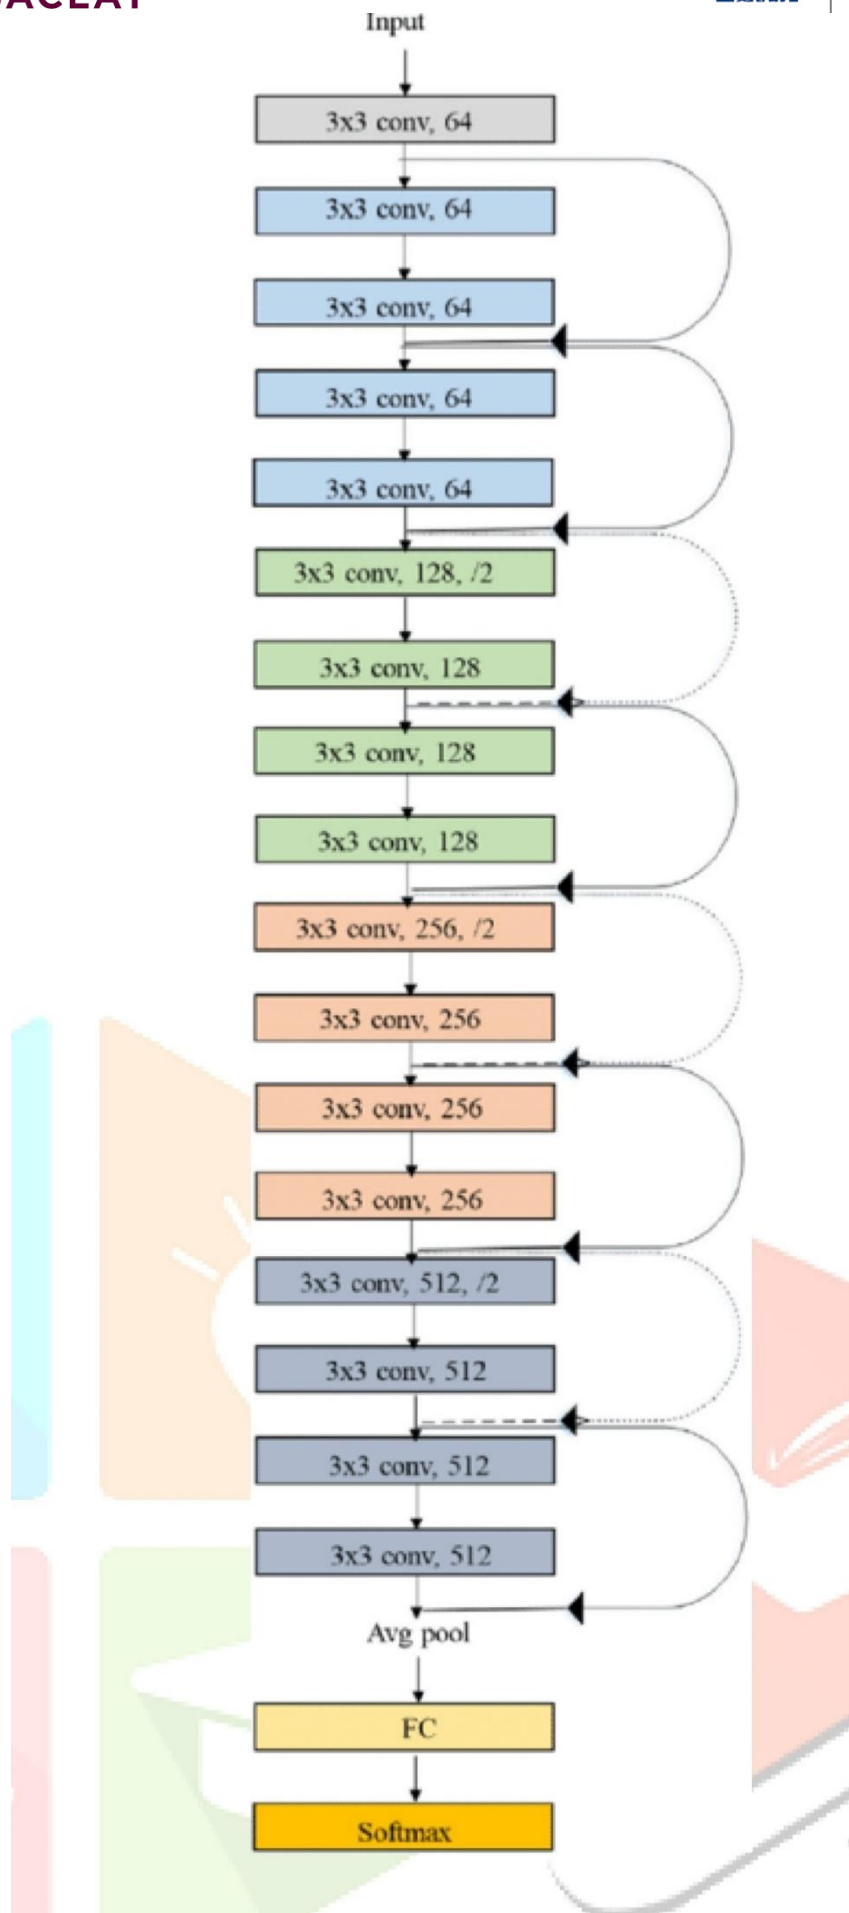 Input
3x3 conv, 64
3x3 conv, 64
3x3 conv, 64
3x3 conv, 64
3x3 conv, 64
3x3 conv, 128, /2
3x3 conv, 128
3x3 conv, 128
3x3 conv, 128
3x3 conv, 256, /2
3x3 conv, 256
3x3 conv, 256
3x3 conv, 256
3x3 conv, 512, /2
3x3 conv, 512
3x3 conv, 512
3x3 conv, 512
Avg pool
FC
Softmax